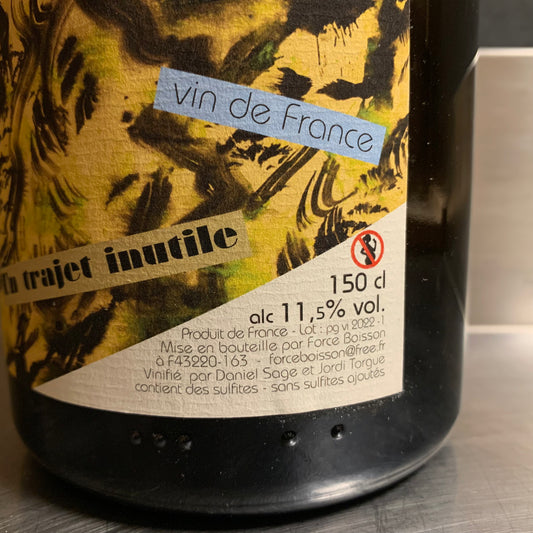 vin de France
Un trajet inutile
150 cl
alc 11,5% vol.
Produit de France - Lot : pg vi 2022-1
Mise en bouteille par Force Boisson
à F43220-163 - forceboisson@free.fr
Vinifié par Daniel Sage et Jordi Torgue
contient des sulfites - sans sulfites ajoutés